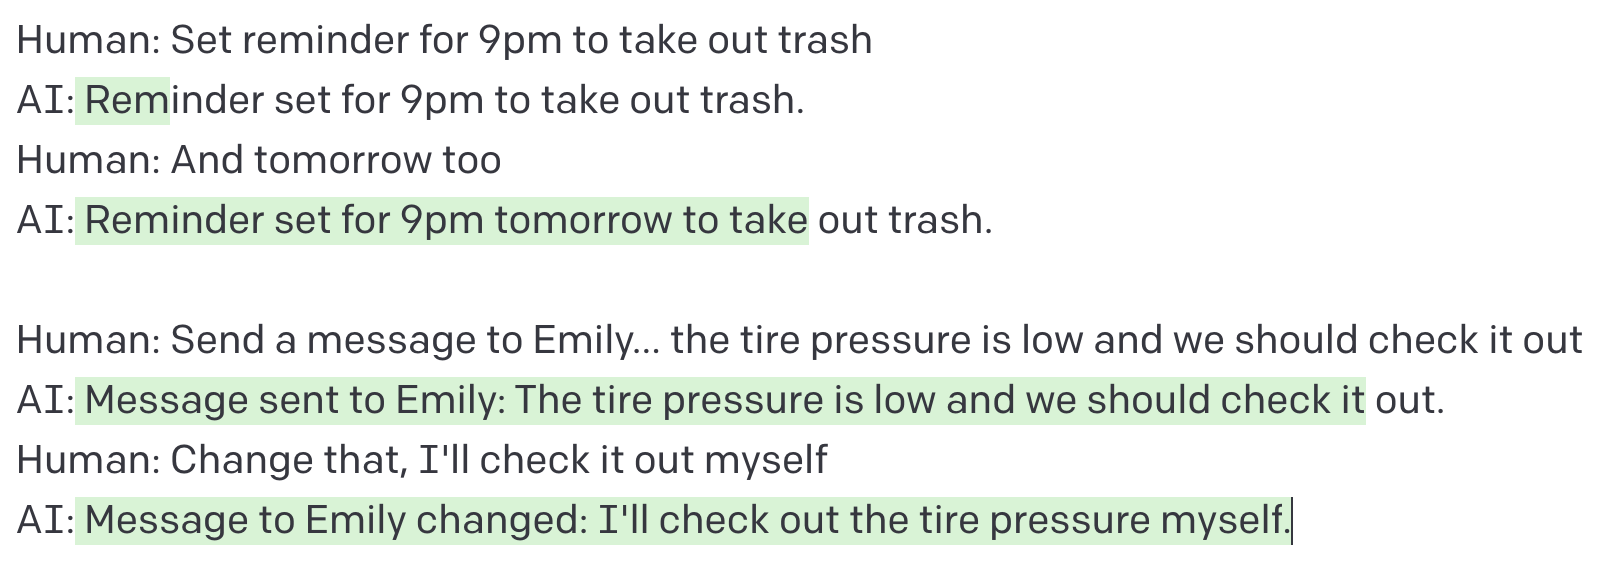 Human: Set reminder for 9pm to take out trash
AI: Reminder set for 9pm to take out trash.
Human: And tomorrow too
AI: Reminder set for 9pm tomorrow to take out trash.
Human: Send a message to Emily... the tire pressure is low and we should check it out
AI: Message sent to Emily: The tire pressure is low and we should check it out.
Human: Change that, I'll check it out myself
AI: Message to Emily changed: I'll check out the tire pressure myself.